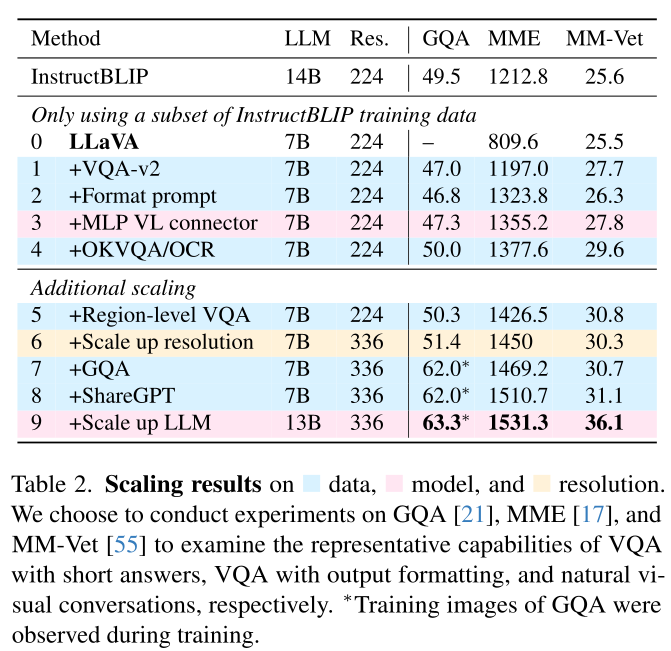 Method LLM Res. GQA MME MM-Vet
InstructBLIP 14B 224 49.5 1212.8 25.6
Only using a subset of InstructBLIP training data
0 LLaVA 7B 224 – 809.6 25.5
1 +VQA-v2 7B 224 47.0 1197.0 27.7
2 +Format prompt 7B 224 46.8 1323.8 26.3
3 +MLP VL connector 7B 224 47.3 1355.2 27.8
4 +OKVQA/OCR 7B 224 50.0 1377.6 29.6
Additional scaling
5 +Region-level VQA 7B 224 50.3 1426.5 30.8
6 +Scale up resolution 7B 336 51.4 1450 30.3
7 +GQA 7B 336 62.0* 1469.2 30.7
8 +ShareGPT 7B 336 62.0* 1510.7 31.1
9 +Scale up LLM 13B 336 63.3* 1531.3 36.1
Table 2. Scaling results on data, model, and resolution.
We choose to conduct experiments on GQA [21], MME [17], and
MM-Vet [55] to examine the representative capabilities of VQA
with short answers, VQA with output formatting, and natural vi-
sual conversations, respectively. *Training images of GQA were
observed during training.